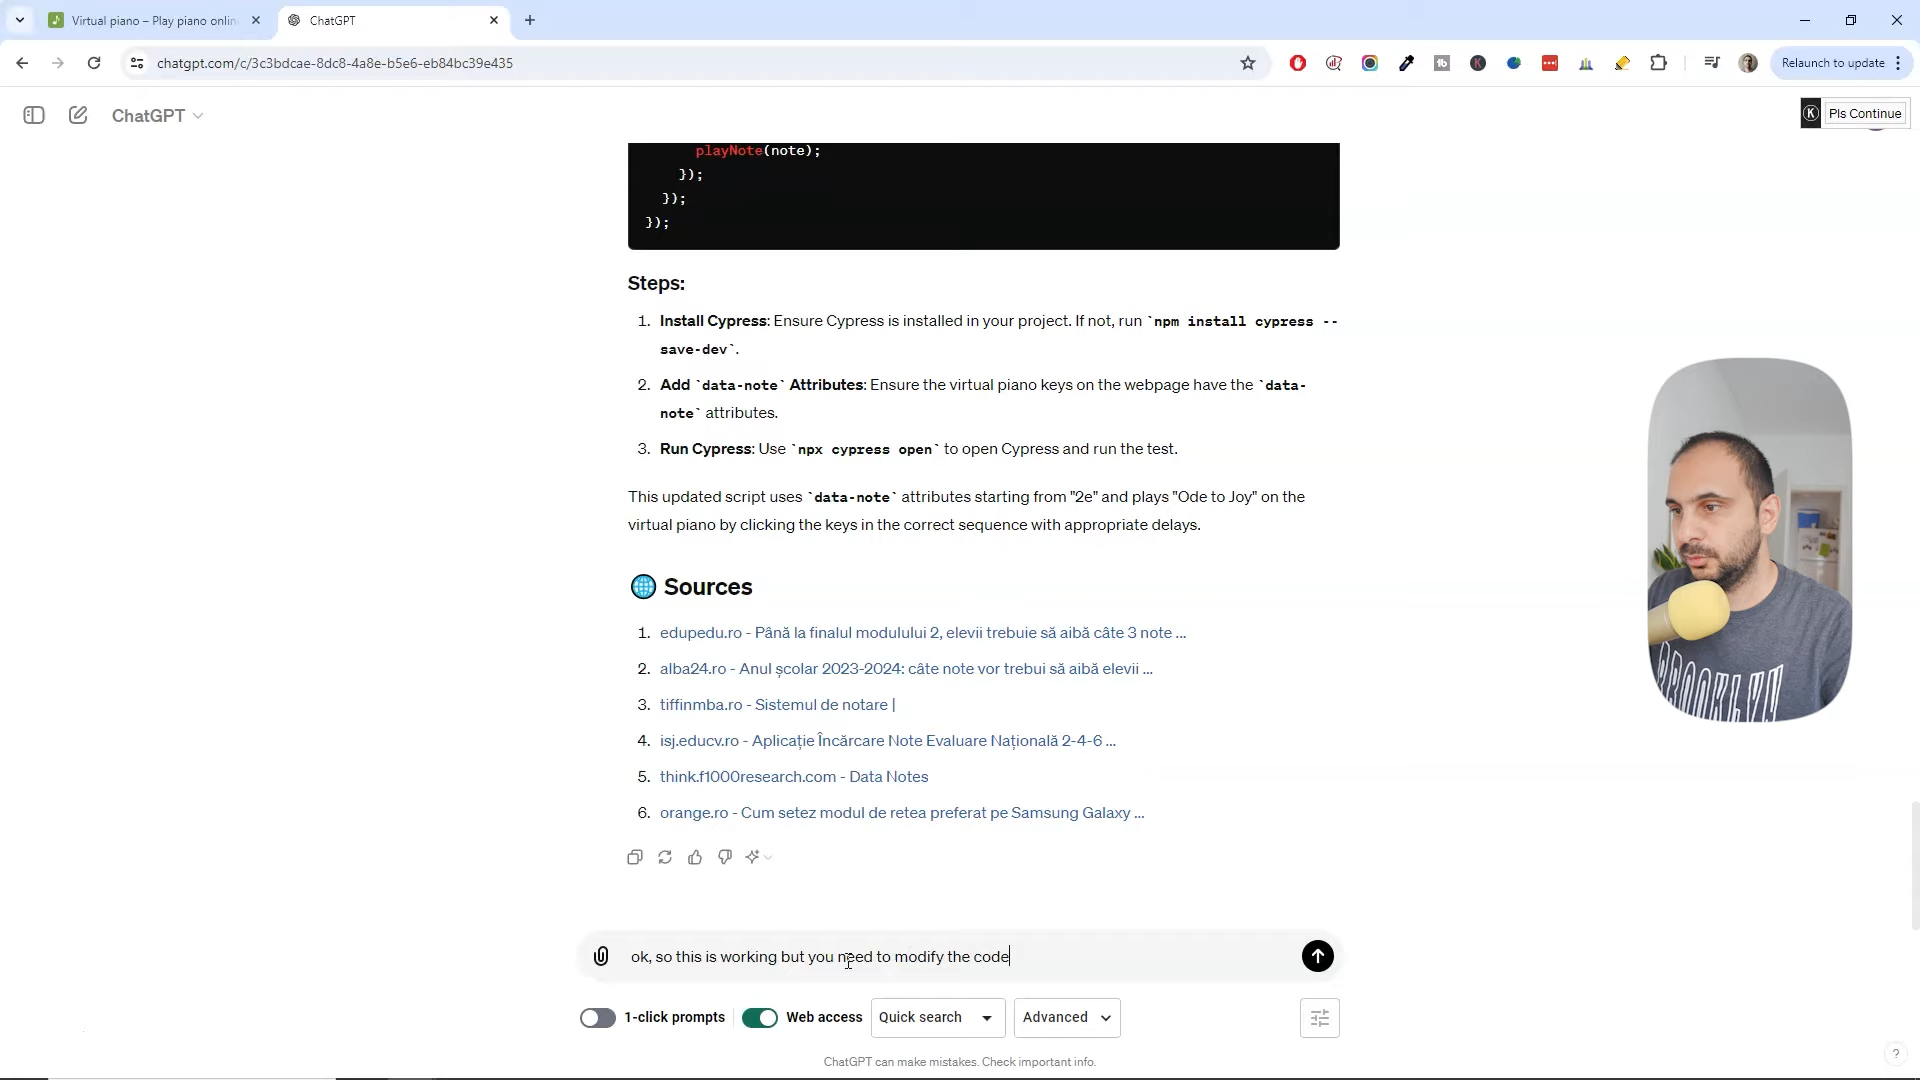 Virtual piano – Play piano onlin
ChatGPT
chatgpt.com/c/3c3bdcae-8dc8-4a8e-b5e6-eb84bc39e435
Relaunch to update
ChatGPT
K Pls Continue
playNote(note);
});
});
});
Steps:
1. Install Cypress: Ensure Cypress is installed in your project. If not, run `npm install cypress --
save-dev`.
2. Add `data-note` Attributes: Ensure the virtual piano keys on the webpage have the `data-
note` attributes.
3. Run Cypress: Use `npx cypress open` to open Cypress and run the test.
This updated script uses `data-note` attributes starting from "2e" and plays "Ode to Joy" on the
virtual piano by clicking the keys in the correct sequence with appropriate delays.
Sources
1. edupedu.ro - Până la finalul modulului 2, elevii trebuie să aibă câte 3 note ...
2. alba24.ro - Anul școlar 2023-2024: câte note vor trebui să aibă elevii ...
3. tiffinmba.ro - Sistemul de notare |
4. isj.educv.ro - Aplicație Încărcare Note Evaluare Națională 2-4-6 ...
5. think.f1000research.com - Data Notes
6. orange.ro - Cum setez modul de retea preferat pe Samsung Galaxy ...
ok, so this is working but you need to modify the code
1-click prompts Web access Quick search Advanced
ChatGPT can make mistakes. Check important info.
?